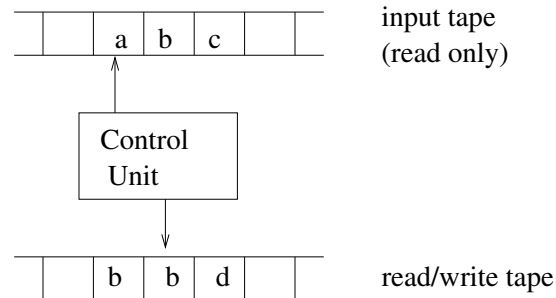 input tape
a b c
(read only)
Control
Unit
b b d
read/write tape